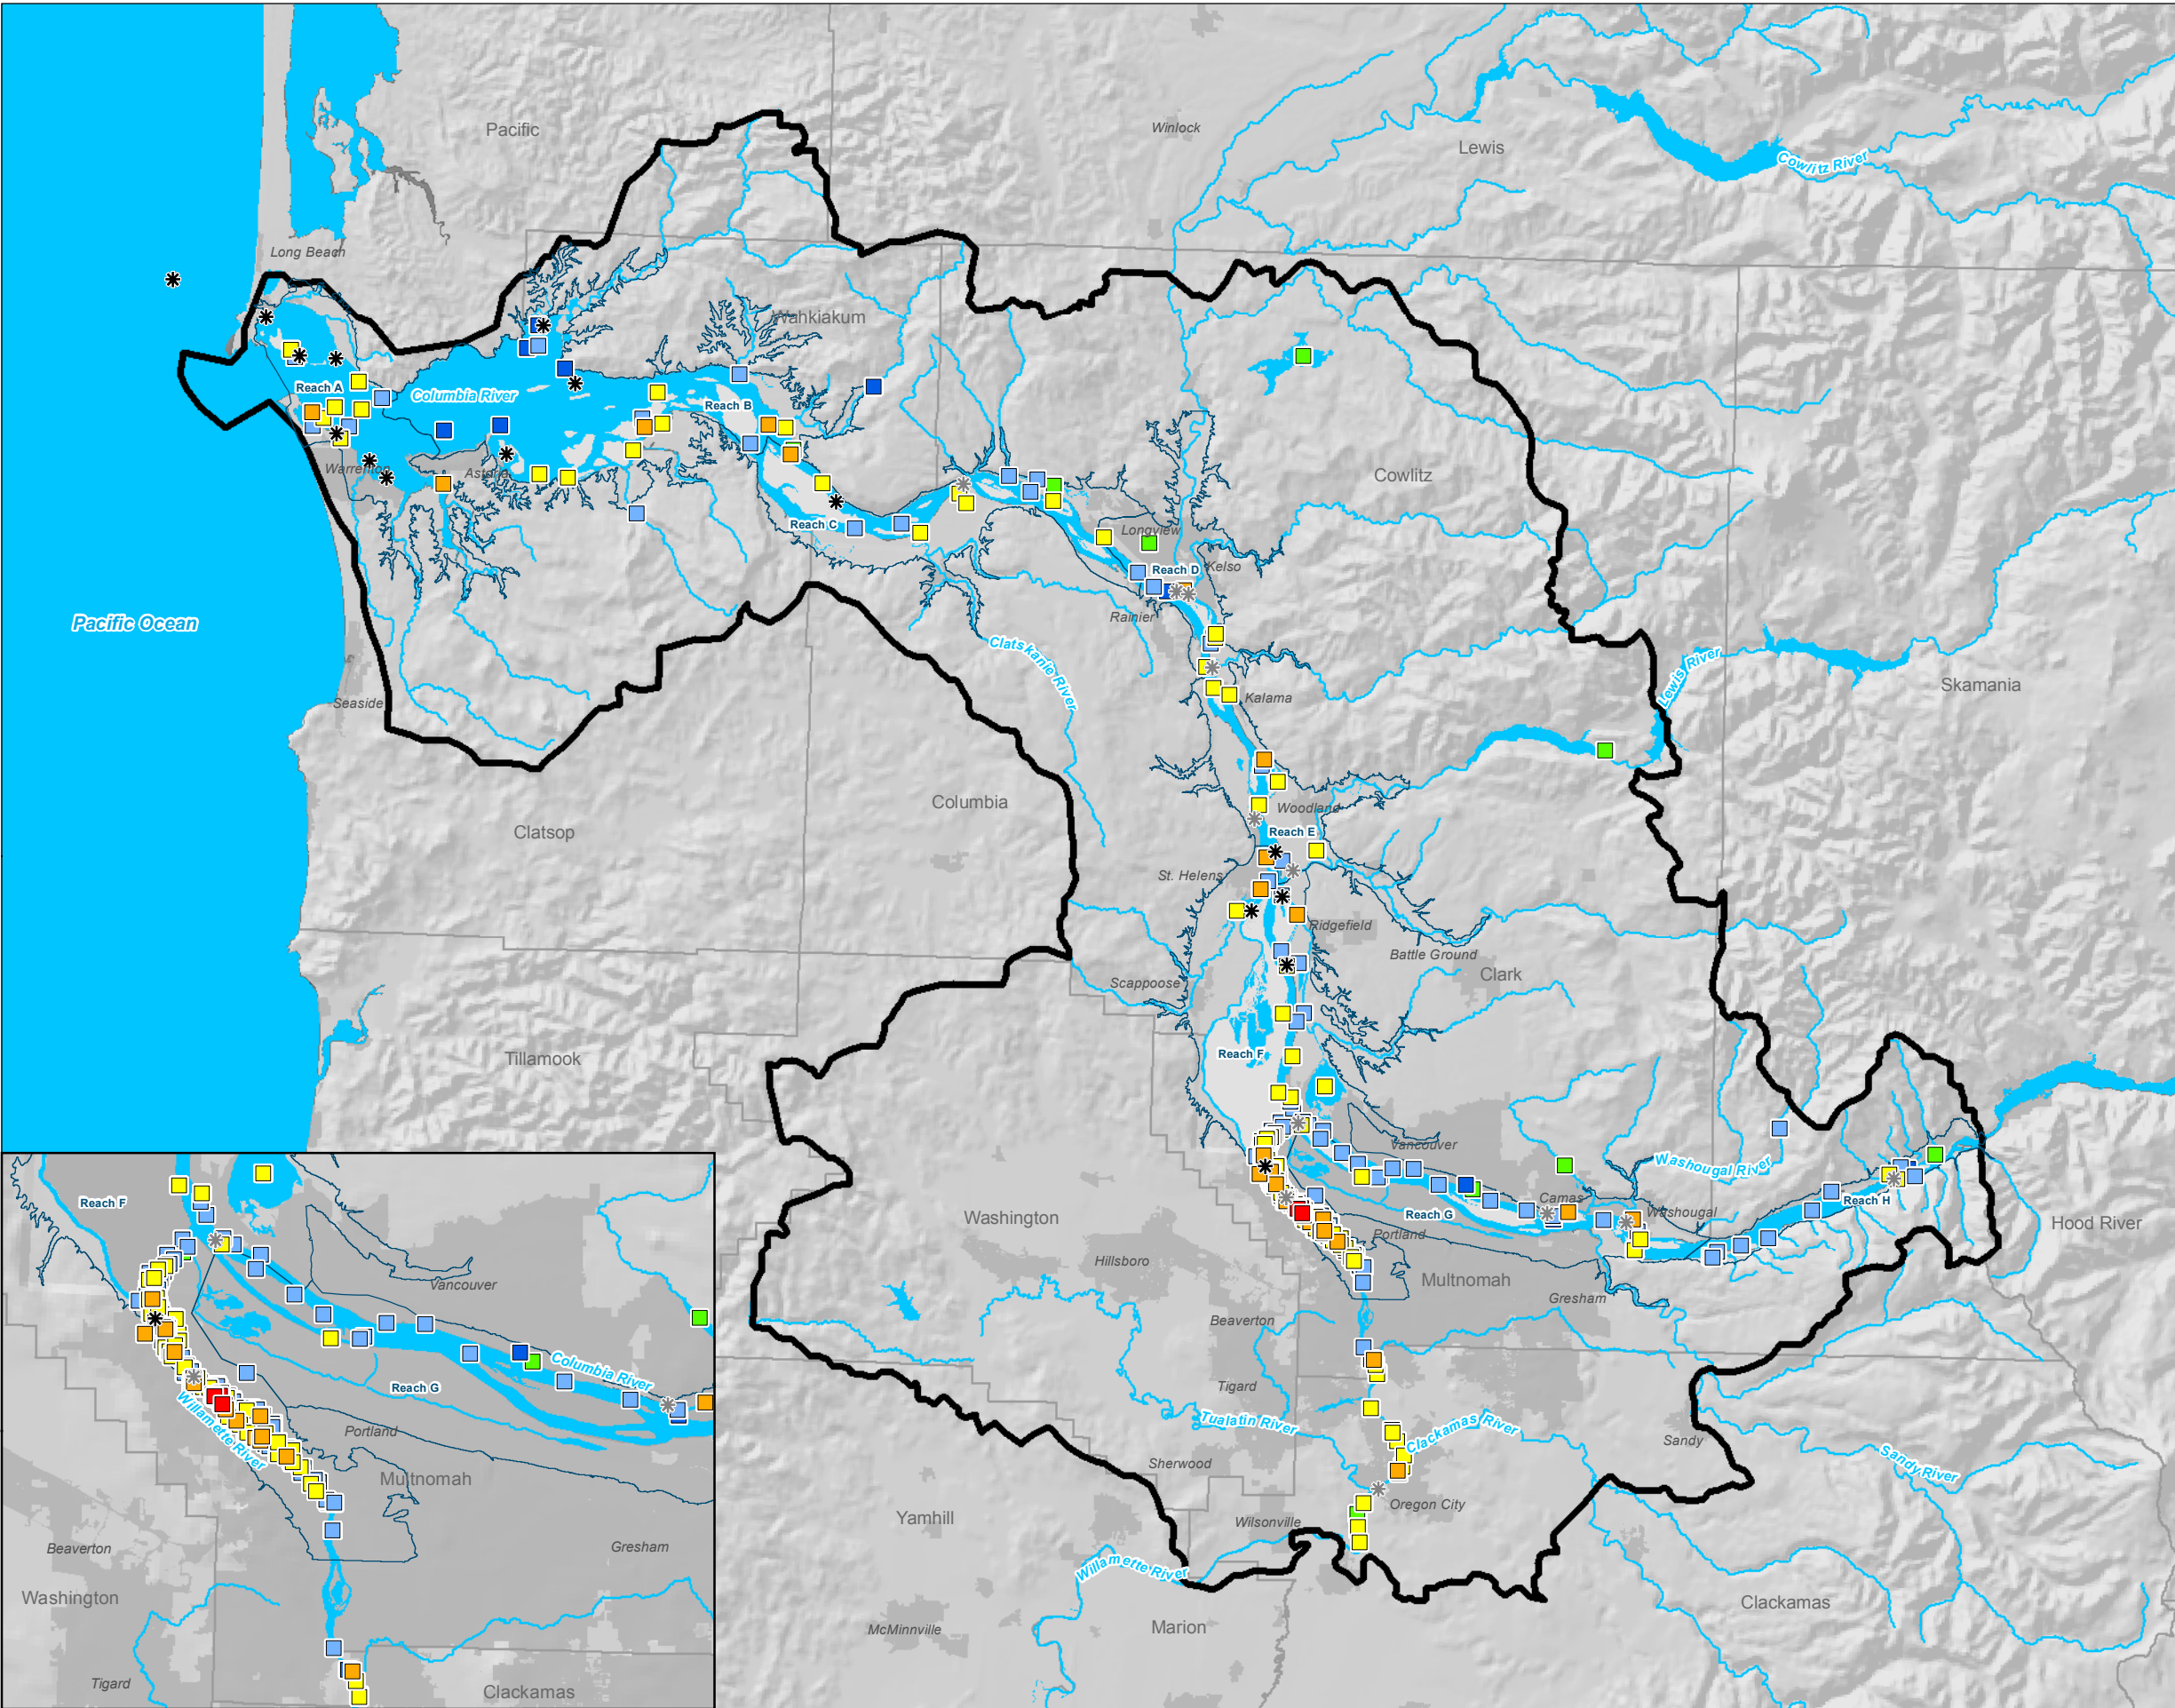 Pacific
Winlock
Lewis
Cowlitz River
Long Beach
Wahkiakum
Reach A
Columbia River
Reach B
Warrenton
Astoria
Cowlitz
Reach C
Longview
Reach D
Kelso
Rainier
Pacific Ocean
Clatskanie River
Lewis River
Skamania
Seaside
Kalama
Columbia
Clatsop
Woodland
Reach E
St. Helens
Ridgefield
Battle Ground
Clark
Scappoose
Tillamook
Reach F
Vancouver
Washougal River
Camas
Washougal
Reach G
Reach H
Hood River
Washington
Portland
Hillsboro
Multnomah
Gresham
Beaverton
Tigard
Tualatin River
Clackamas River
Sandy
Sandy River
Sherwood
Oregon City
Yamhill
Wilsonville
Willamette River
McMinnville
Marion
Clackamas
Reach F
Vancouver
Columbia River
Reach G
Willamette River
Portland
Multnomah
Beaverton
Gresham
Washington
Tigard
Clackamas